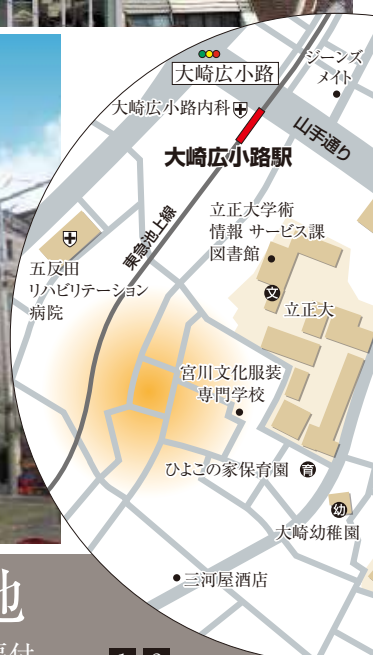 大崎広小路
ジーンズ
メイト
大崎広小路内科
山手通り
大崎広小路駅
東急池上線
立正大学術
情報 サービス課
図書館
五反田
リハビリテーション
病院
文
立正大
宮川文化服装
専門学校
ひよこの家保育園 育
幼
大崎幼稚園
三河屋酒店
地